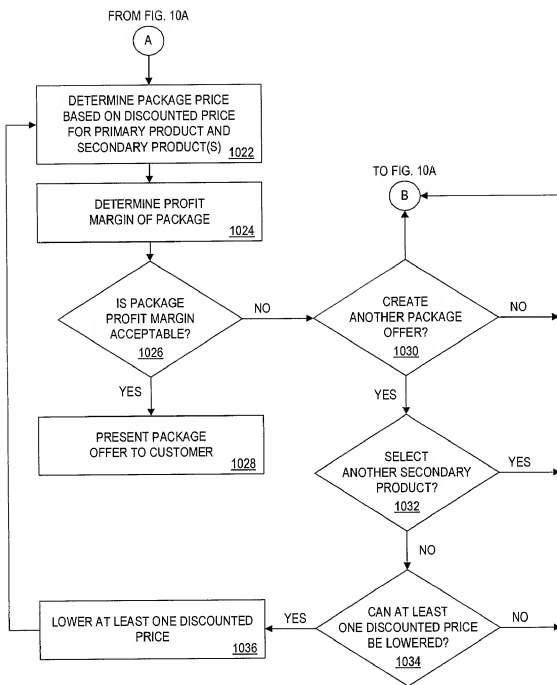 FROM FIG. 10A
A
DETERMINE PACKAGE PRICE
BASED ON DISCOUNTED PRICE
FOR PRIMARY PRODUCT AND
SECONDARY PRODUCT(S)
1022
DETERMINE PROFIT
MARGIN OF PACKAGE
1024
TO FIG. 10A
B
IS PACKAGE
PROFIT MARGIN
ACCEPTABLE?
1026
NO
YES
CREATE
ANOTHER PACKAGE
OFFER?
1030
NO
YES
PRESENT PACKAGE
OFFER TO CUSTOMER
1028
SELECT
ANOTHER SECONDARY
PRODUCT?
1032
YES
NO
LOWER AT LEAST ONE DISCOUNTED
PRICE
1036
YES
CAN AT LEAST
ONE DISCOUNTED PRICE
BE LOWERED?
1034
NO